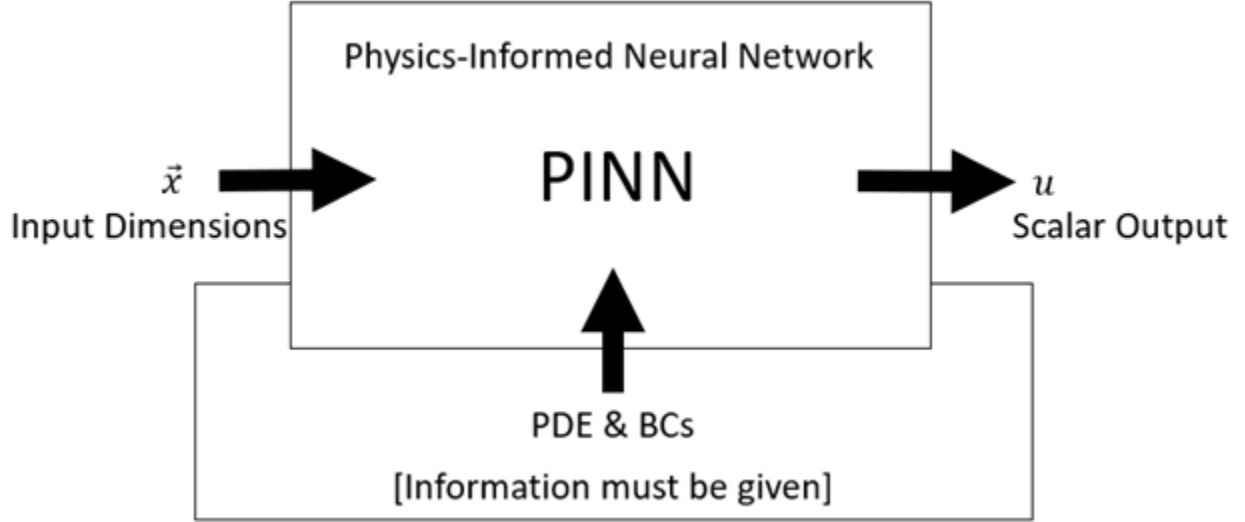 Physics-Informed Neural Network
PINN
x⃗
Input Dimensions
u
Scalar Output
PDE & BCs
[Information must be given]